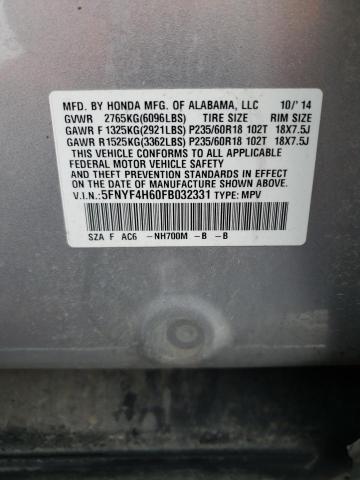 MFD. BY HONDA MFG. OF ALABAMA, LLC 10/'14
GVWR 2765KG(6096LBS) TIRE SIZE RIM SIZE
GAWR F 1325KG(2921LBS) P235/60R18 102T 18X7.5J
GAWR R1525KG(3362LBS) P235/60R18 102T 18X7.5J
THIS VEHICLE CONFORMS TO ALL APPLICABLE
FEDERAL MOTOR VEHICLE SAFETY STANDARDS IN
EFFECT ON THE DATE OF MANUFACTURE SHOWN ABOVE.
V.I.N.: 5FNYF4H60FB032331 TYPE: MPV
SZA F AC6 -NH700M -B -B